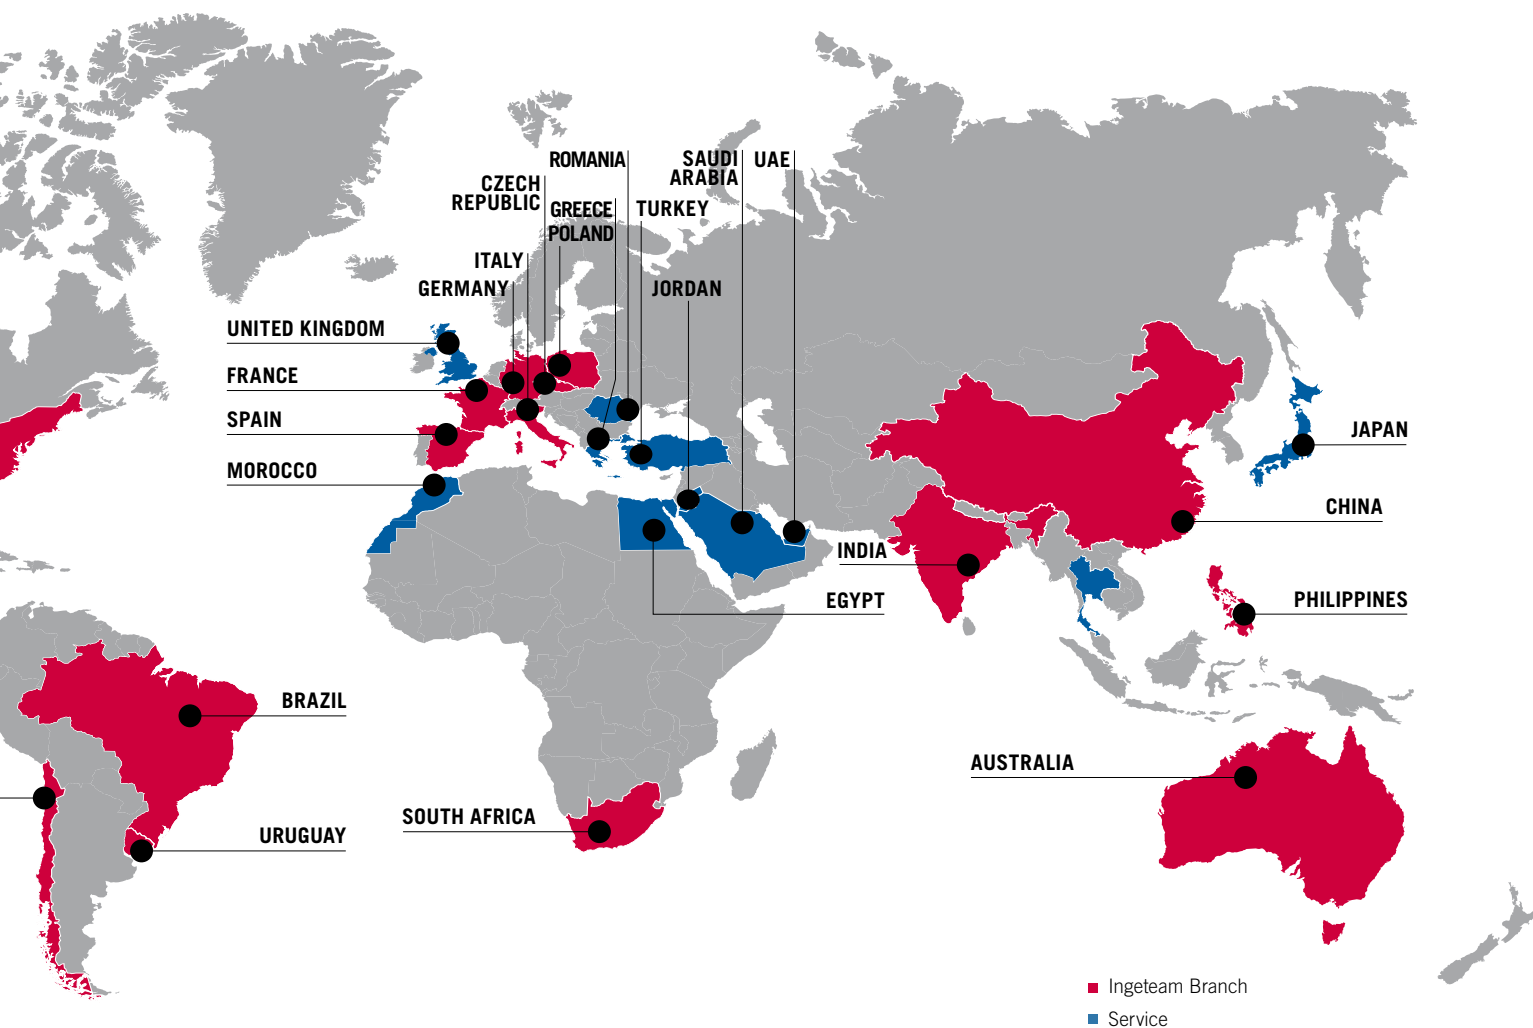 ROMANIA
SAUDI
ARABIA
UAE
CZECH
REPUBLIC
GREECE
TURKEY
POLAND
ITALY
GERMANY
JORDAN
UNITED KINGDOM
FRANCE
SPAIN
MOROCCO
JAPAN
CHINA
INDIA
EGYPT
PHILIPPINES
BRAZIL
AUSTRALIA
SOUTH AFRICA
URUGUAY
Ingeteam Branch
Service